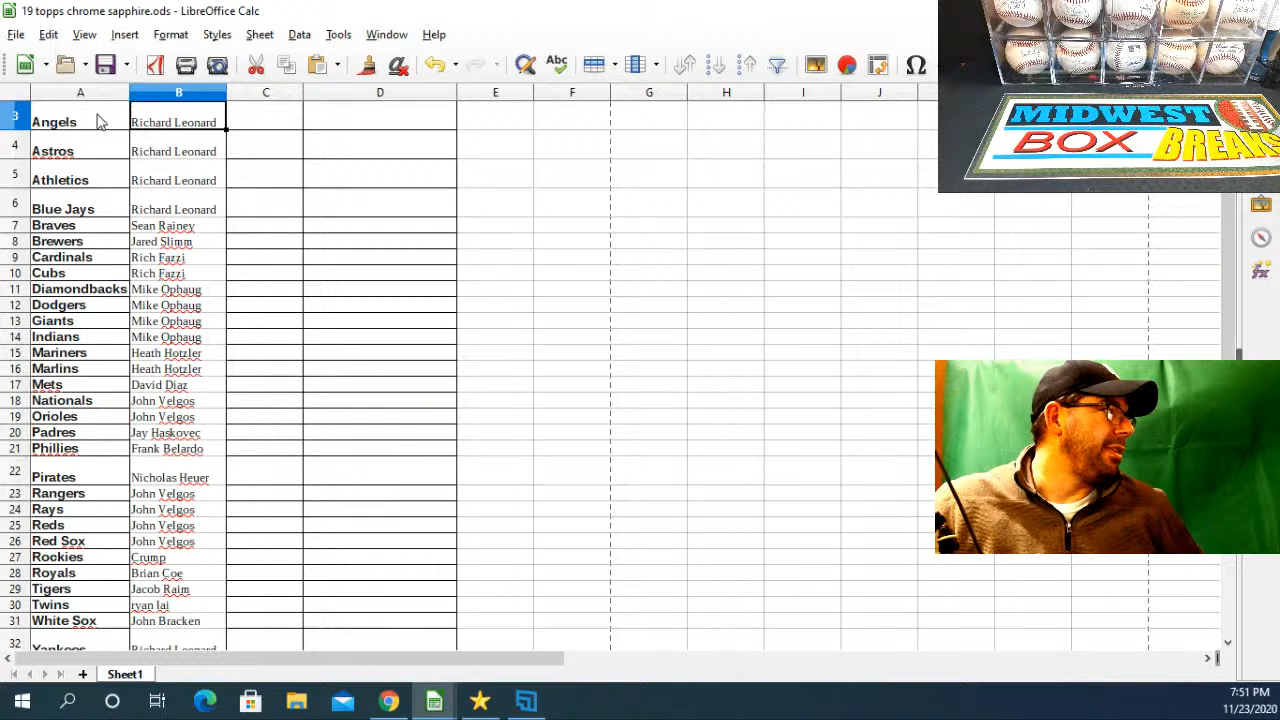 19 topps chrome sapphire.ods - LibreOffice Calc
File Edit View Insert Format Styles Sheet Data Tools Window Help
A B C D E F G H I J
3 Angels Richard Leonard
4 Astros Richard Leonard
5 Athletics Richard Leonard
6 Blue Jays Richard Leonard
7 Braves Sean Rainey
8 Brewers Jared Slimm
9 Cardinals Rich Fazzi
10 Cubs Rich Fazzi
11 Diamondbacks Mike Ophaug
12 Dodgers Mike Ophaug
13 Giants Mike Ophaug
14 Indians Mike Ophaug
15 Mariners Heath Hotzler
16 Marlins Heath Hotzler
17 Mets David Diaz
18 Nationals John Velgos
19 Orioles John Velgos
20 Padres Jay Haskovec
21 Phillies Frank Belardo
22 Pirates Nicholas Heuer
23 Rangers John Velgos
24 Rays John Velgos
25 Reds John Velgos
26 Red Sox John Velgos
27 Rockies Crump
28 Royals Brian Coe
29 Tigers Jacob Raim
30 Twins ryan lai
31 White Sox John Bracken
32 Yankees Richard Leonard
Sheet1
MIDWEST
BOX BREAKS
7:51 PM
11/23/2020